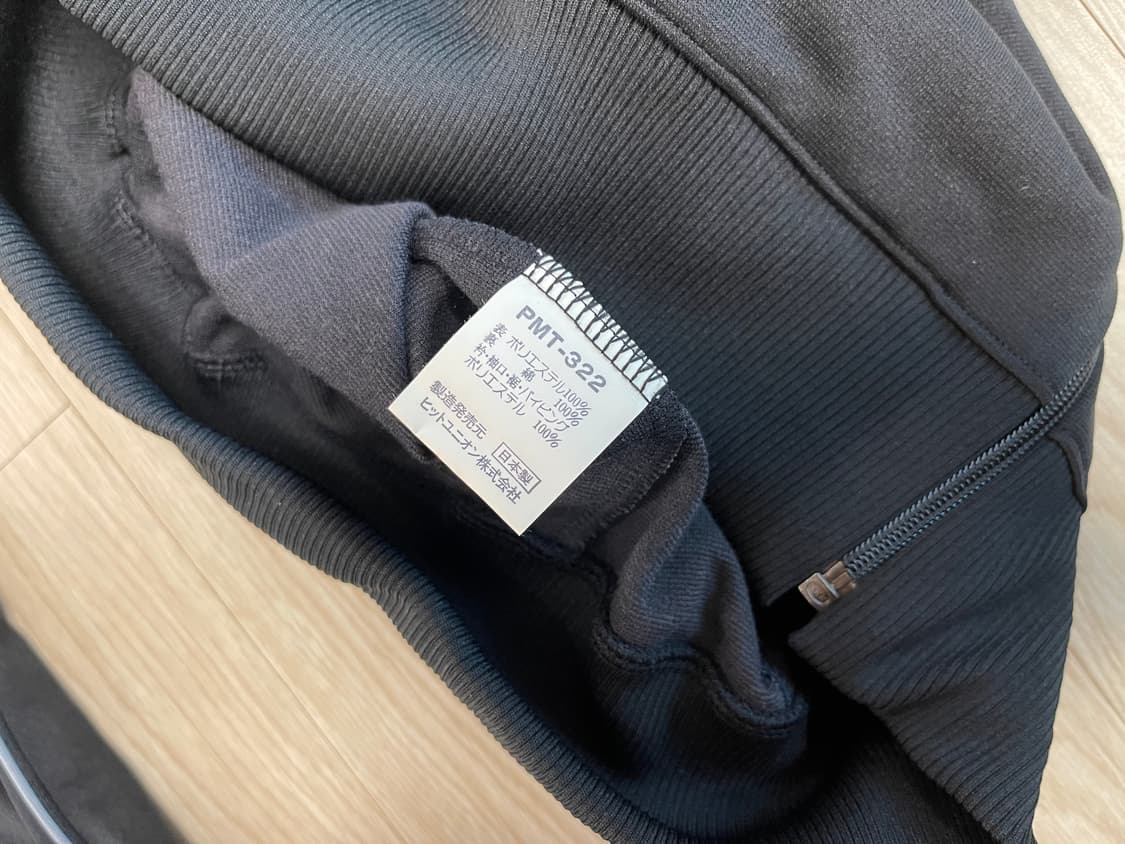 PMT-322
表 ポリエステル100%
裏 綿 100%
衿・袖口・裾・パイピング
ポリエステル 100%
日本製
製造発売元
ヒットユニオン株式会社